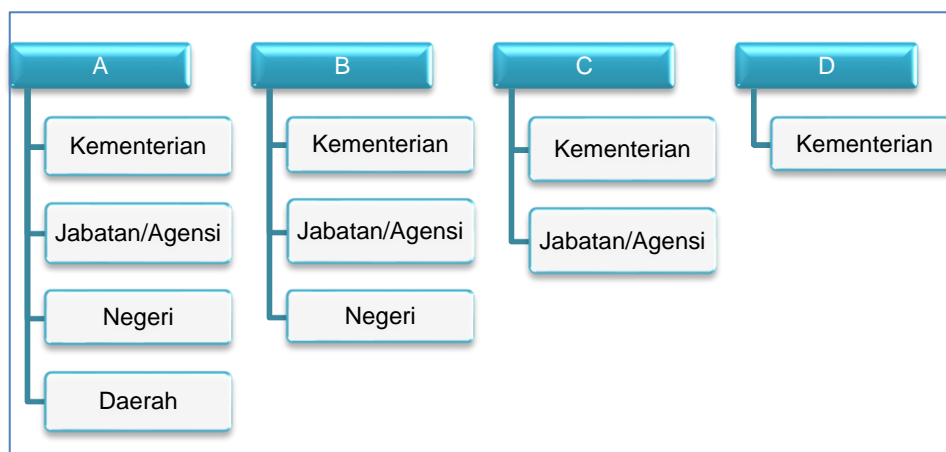 A
Kementerian
Jabatan/Agensi
Negeri
Daerah
B
Kementerian
Jabatan/Agensi
Negeri
C
Kementerian
Jabatan/Agensi
D
Kementerian